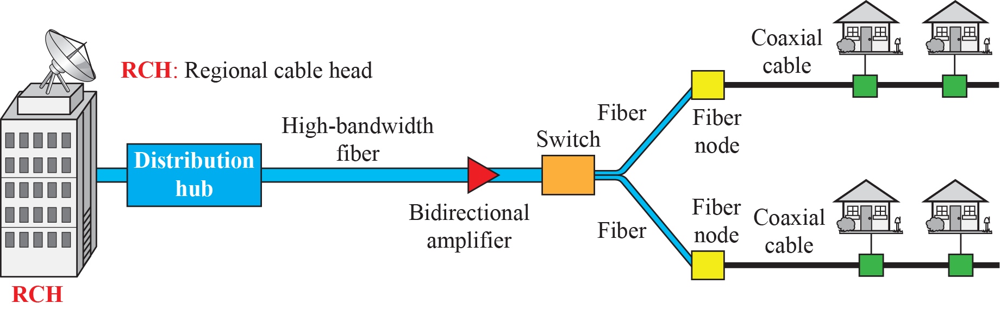 RCH: Regional cable head
RCH
Distribution
hub
High-bandwidth
fiber
Bidirectional
amplifier
Switch
Fiber
Fiber
Fiber
node
Coaxial
cable
Fiber
node
Coaxial
cable